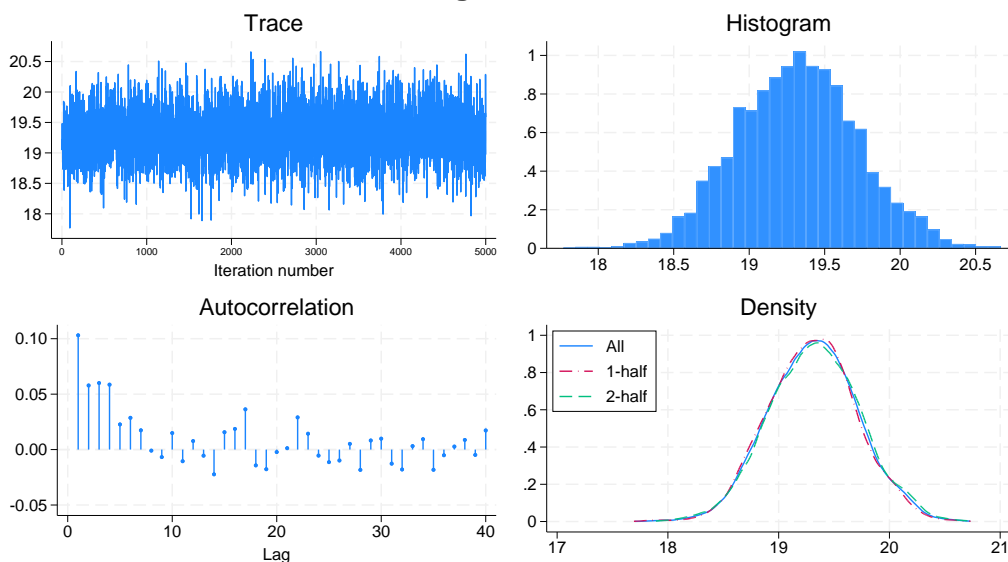 Trace
20.5
20
19.5
19
18.5
18
0 1000 2000 3000 4000 5000
Iteration number
Histogram
1
.8
.6
.4
.2
0
18 18.5 19 19.5 20 20.5
Autocorrelation
0.10
0.05
0.00
-0.05
0 10 20 30 40
Lag
Density
1
.8
.6
.4
.2
0
All
1-half
2-half
17 18 19 20 21